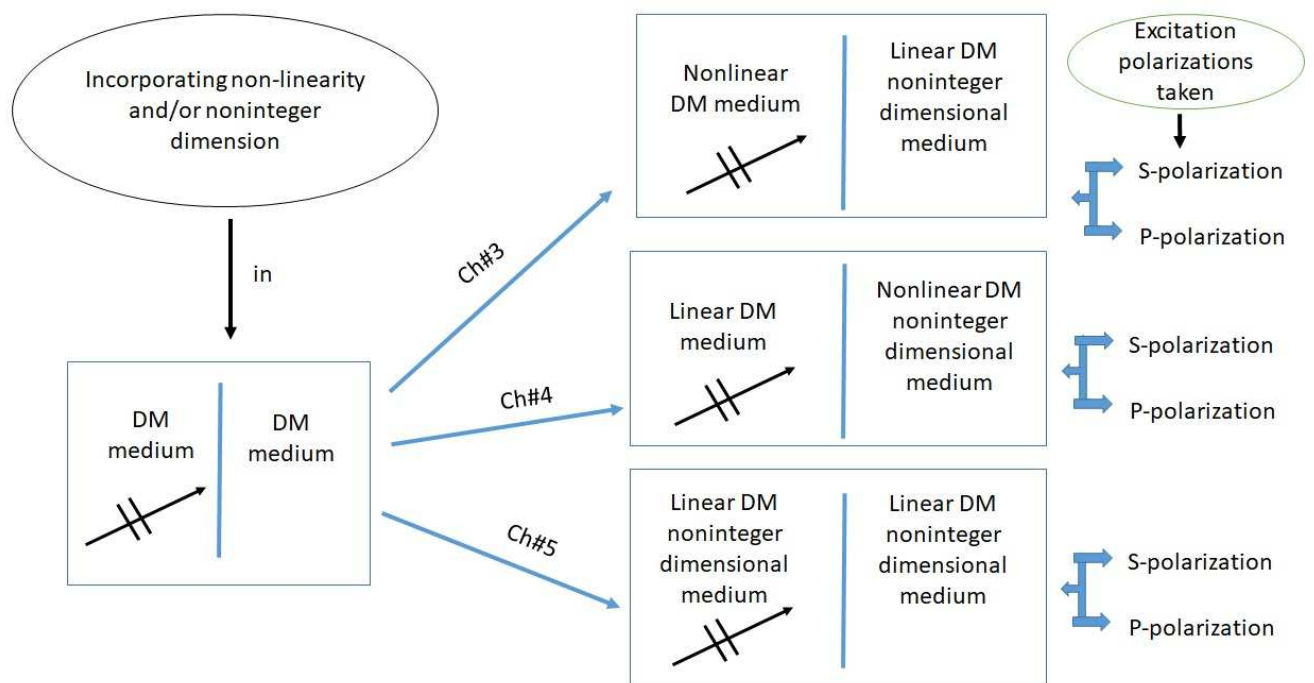 Incorporating non-linearity
and/or noninteger
dimension
in
DM
medium
DM
medium
Ch#3
Ch#4
Ch#5
Nonlinear
DM medium
Linear DM
noninteger
dimensional
medium
Linear DM
medium
Nonlinear DM
noninteger
dimensional
medium
Linear DM
noninteger
dimensional
medium
Linear DM
noninteger
dimensional
medium
Excitation
polarizations
taken
S-polarization
P-polarization
S-polarization
P-polarization
S-polarization
P-polarization